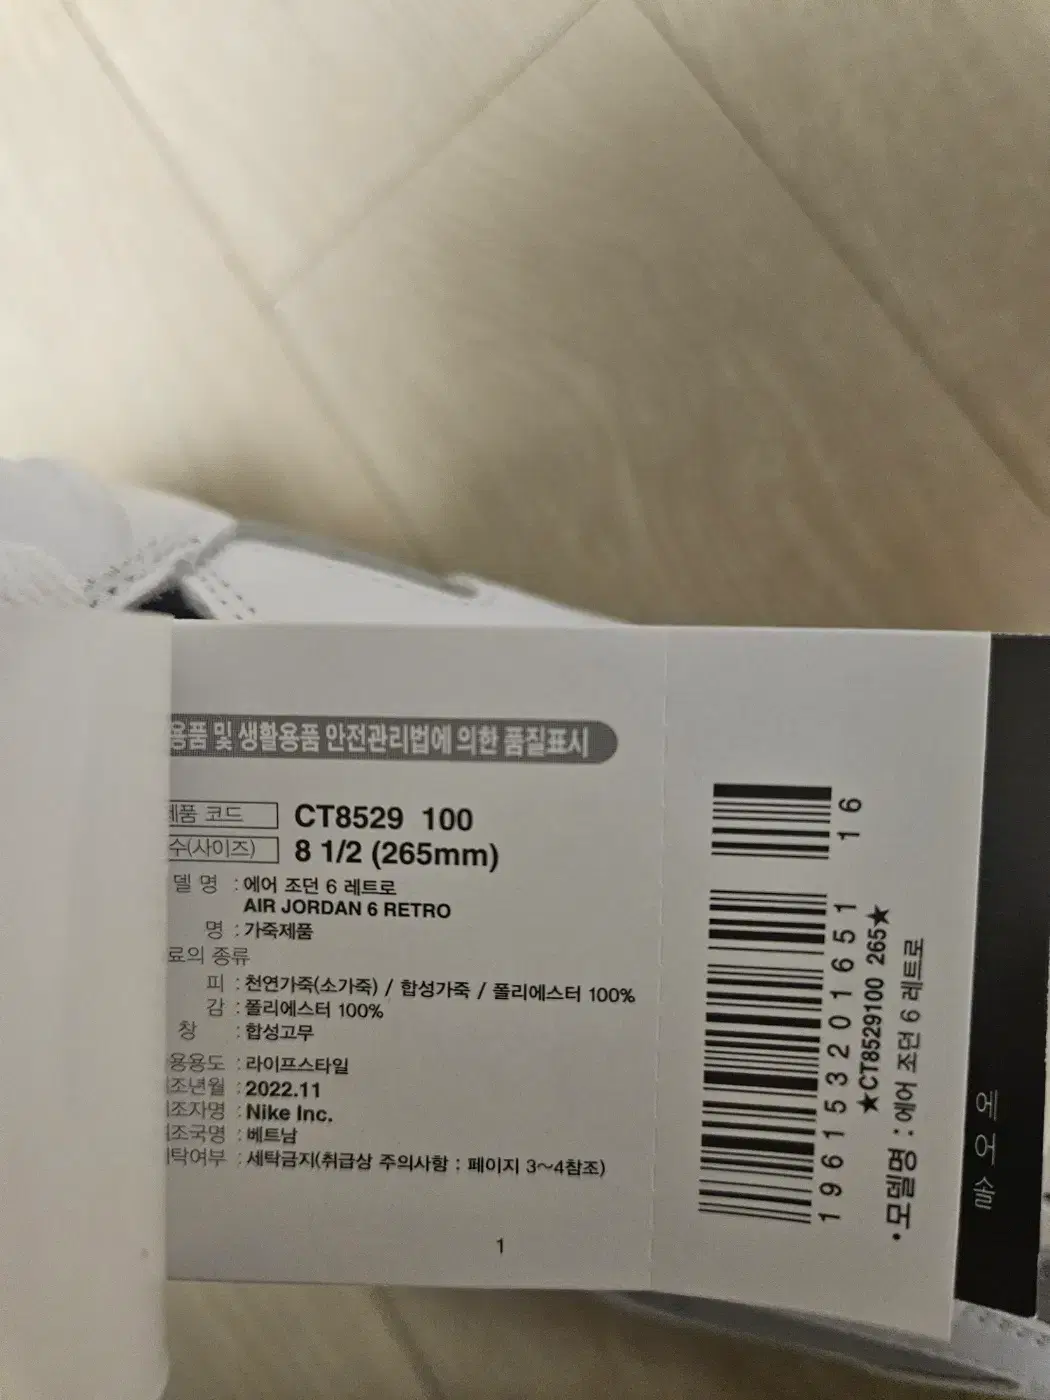 용품 및 생활용품 안전관리법에 의한 품질표시
제품 코드 CT8529 100
수(사이즈) 8 1/2 (265mm)
델 명 : 에어 조던 6 레트로
AIR JORDAN 6 RETRO
명 : 가죽제품
료의 종류
피 : 천연가죽(소가죽) / 합성가죽 / 폴리에스터 100%
감 : 폴리에스터 100%
창 : 합성고무
용용도 : 라이프스타일
조년월 : 2022.11
조자명 : Nike Inc.
조국명 : 베트남
탁여부 : 세탁금지(취급상 주의사항 : 페이지 3~4참조)
1
196153201651 16
★CT8529100 265★
·모델명 : 에어 조던 6 레트로
에어솔